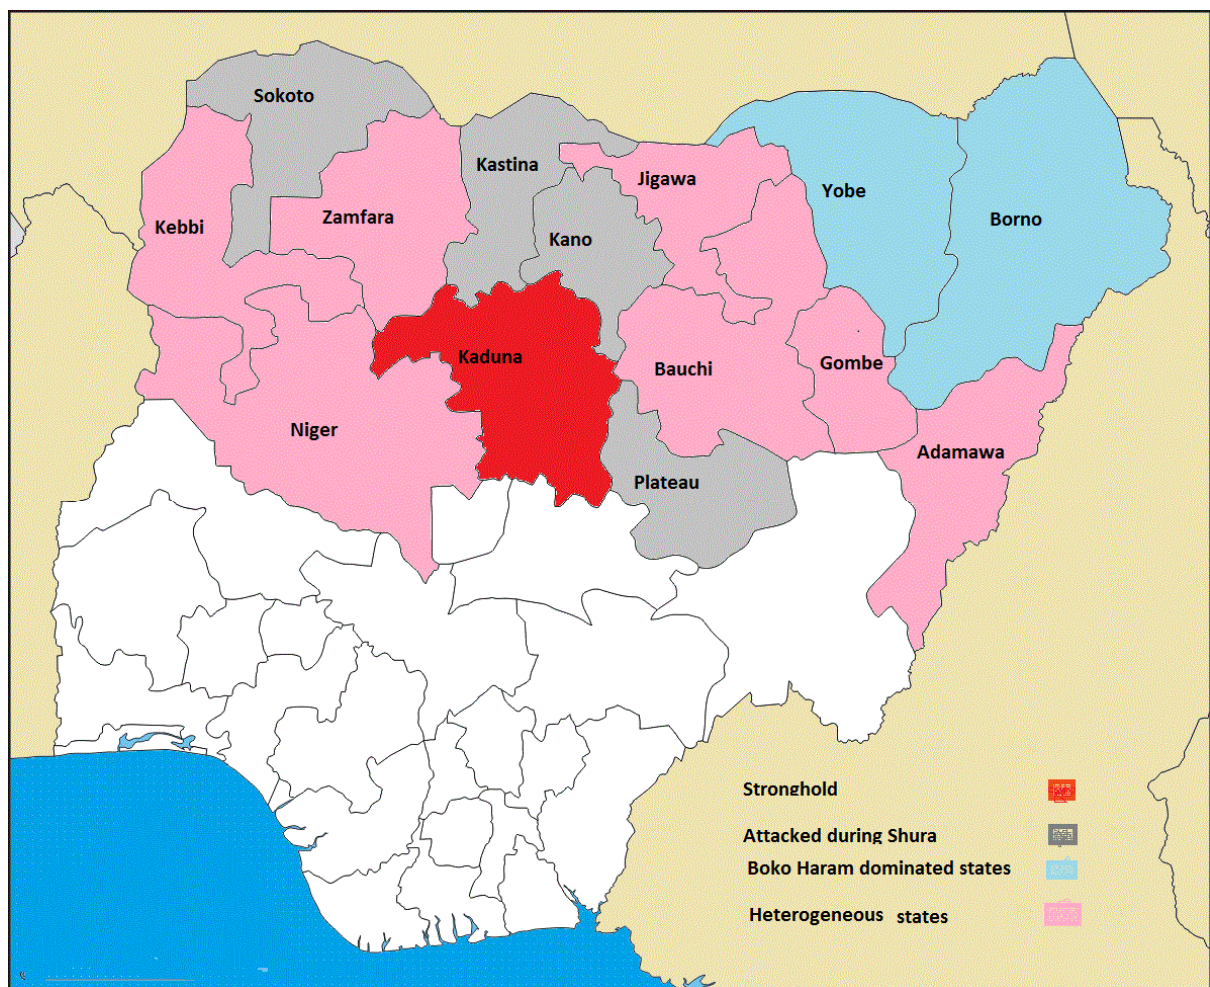 Sokoto
Kastina
Jigawa
Yobe
Kebbi
Zamfara
Kano
Borno
Kaduna
Bauchi
Gombe
Niger
Adamawa
Plateau
Stronghold
Attacked during Shura
Boko Haram dominated states
Heterogeneous states